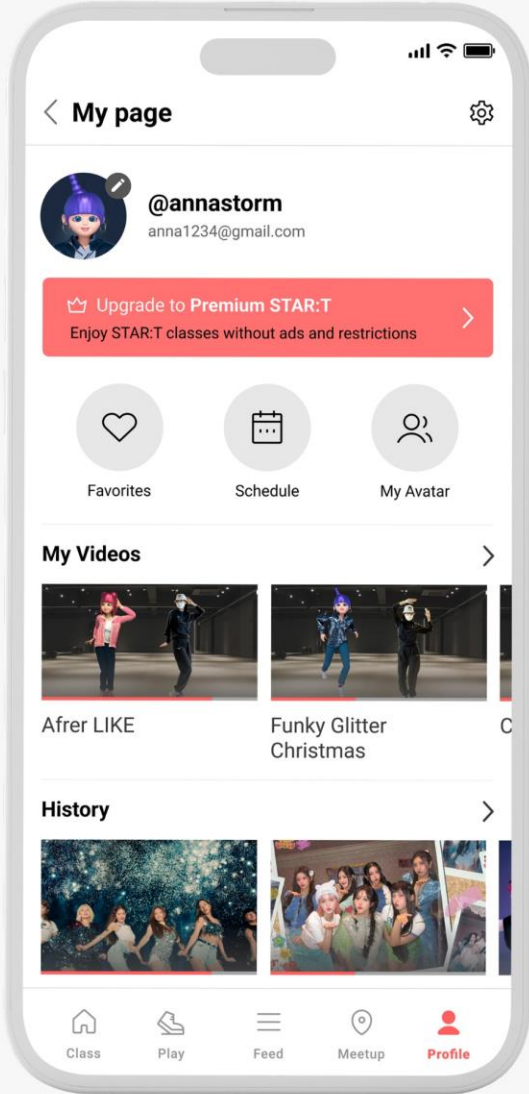 My page
@annastorm
anna1234@gmail.com
Upgrade to Premium STAR:T
Enjoy STAR:T classes without ads and restrictions
Favorites
Schedule
My Avatar
My Videos
Afrer LIKE
Funky Glitter
Christmas
C
History
Class
Play
Feed
Meetup
Profile